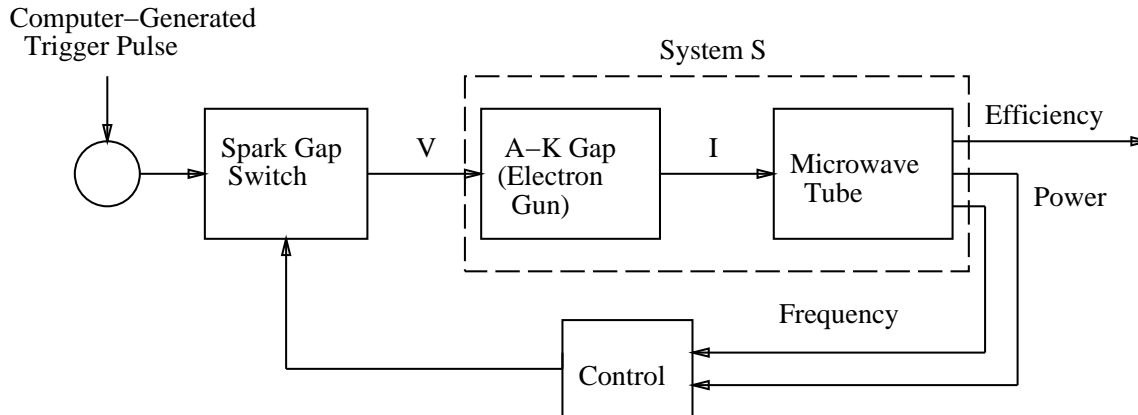 Computer–Generated
Trigger Pulse
System S
Efficiency
Spark Gap
Switch
V
A–K Gap
(Electron
Gun)
I
Microwave
Tube
Power
Frequency
Control